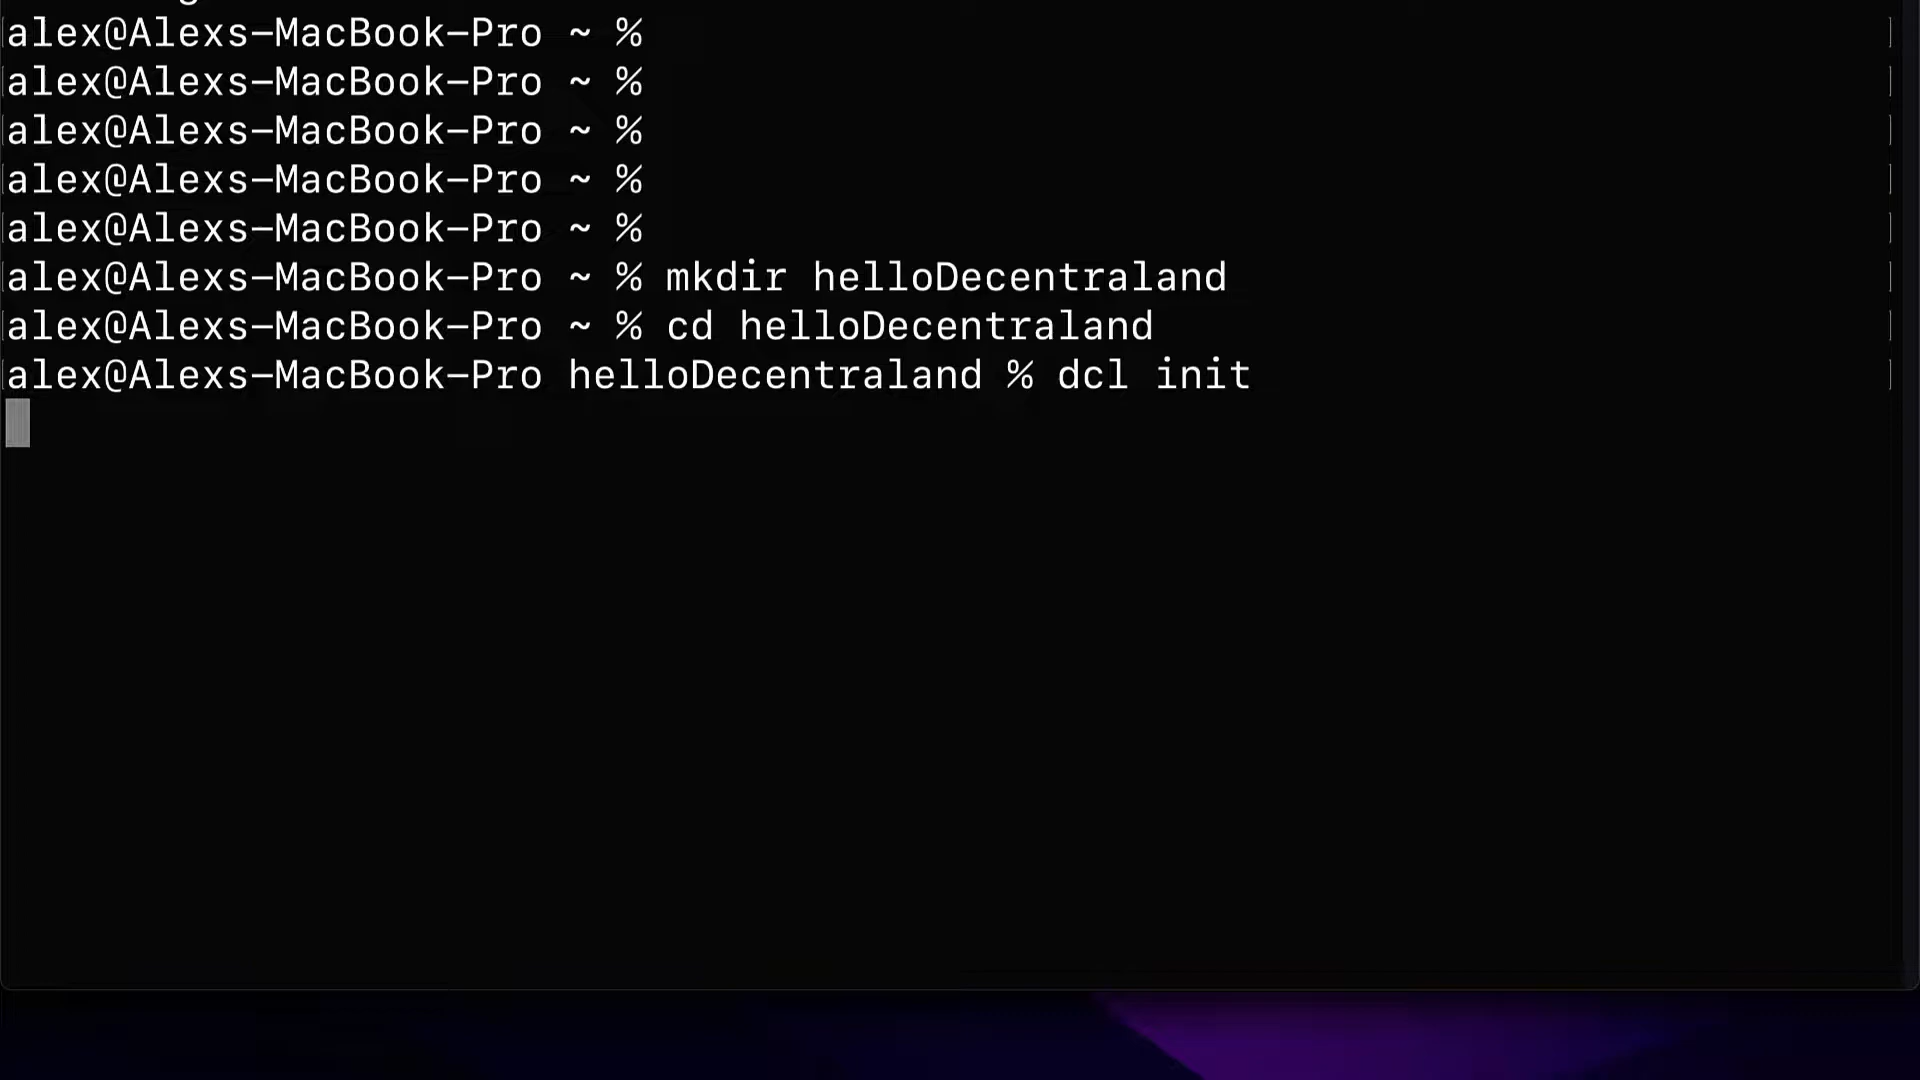 alex@Alexs-MacBook-Pro ~ %
alex@Alexs-MacBook-Pro ~ %
alex@Alexs-MacBook-Pro ~ %
alex@Alexs-MacBook-Pro ~ %
alex@Alexs-MacBook-Pro ~ %
alex@Alexs-MacBook-Pro ~ % mkdir helloDecentraland
alex@Alexs-MacBook-Pro ~ % cd helloDecentraland
alex@Alexs-MacBook-Pro helloDecentraland % dcl init